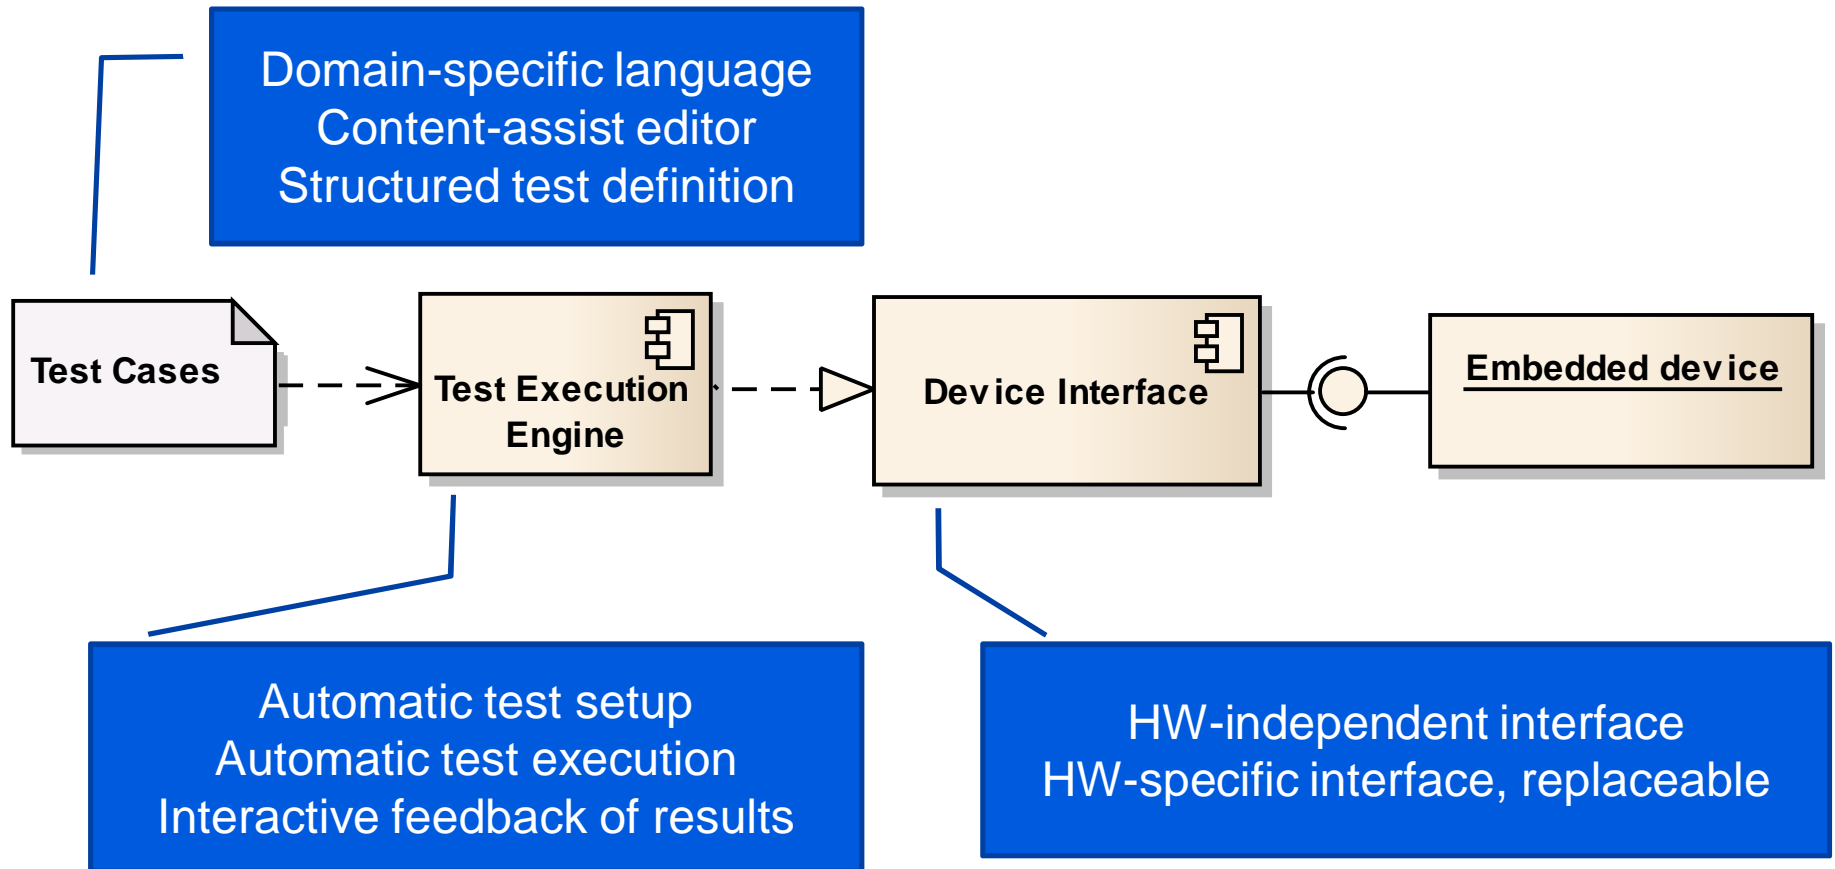 Domain-specific language
Content-assist editor
Structured test definition
Test Cases
Test Execution
Engine
Device Interface
Embedded device
Automatic test setup
Automatic test execution
Interactive feedback of results
HW-independent interface
HW-specific interface, replaceable